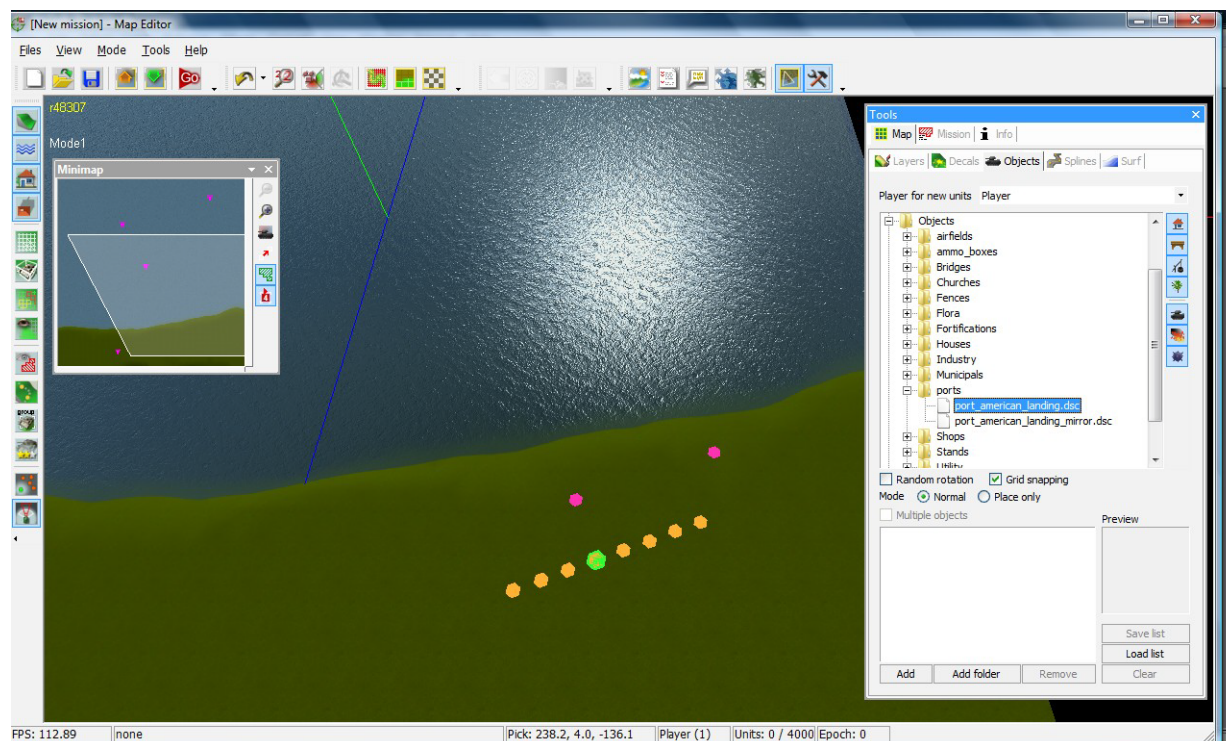 [New mission] - Map Editor
Files View Mode Tools Help
Go
32
r48307
Mode1
Minimap
group
Tools
Map Mission i Info
Layers Decals Objects Splines Surf
Player for new units Player
Objects
airfields
ammo_boxes
Bridges
Churches
Fences
Flora
Fortifications
Houses
Industry
Municipals
ports
port_american_landing.dsc
port_american_landing_mirror.dsc
Shops
Stands
Utility
Random rotation Grid snapping
Mode Normal Place only
Multiple objects
Preview
Save list
Load list
Add Add folder Remove Clear
FPS: 112.89 none Pick: 238.2, 4.0, -136.1 Player (1) Units: 0 / 4000 Epoch: 0